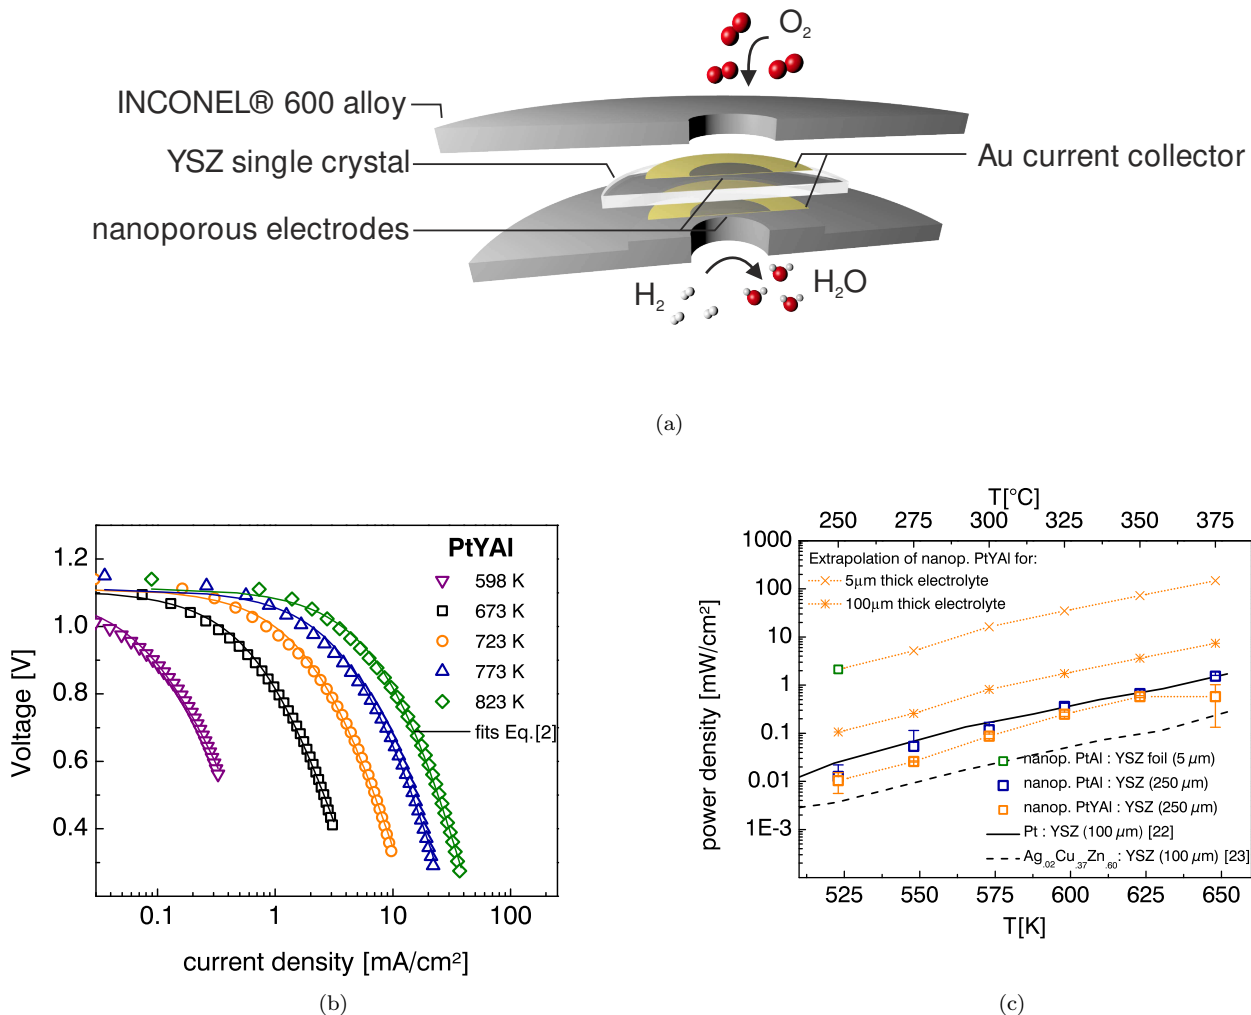 O2
INCONEL® 600 alloy
YSZ single crystal
Au current collector
nanoporous electrodes
H2
H2O
(a)
PtYAl
598 K
673 K
723 K
773 K
823 K
fits Eq.[2]
1.2
1.0
0.8
0.6
0.4
Voltage [V]
0.1 1 10 100
current density [mA/cm²]
(b)
T[°C]
250 275 300 325 350 375
Extrapolation of nanop. PtYAl for:
5µm thick electrolyte
100µm thick electrolyte
1000
100
10
1
0.1
0.01
1E-3
power density [mW/cm²]
nanop. PtAl : YSZ foil (5 µm)
nanop. PtAl : YSZ (250 µm)
nanop. PtYAl : YSZ (250 µm)
Pt : YSZ (100 µm) [22]
Ag.02Cu.37Zn.60: YSZ (100 µm) [23]
525 550 575 600 625 650
T[K]
(c)